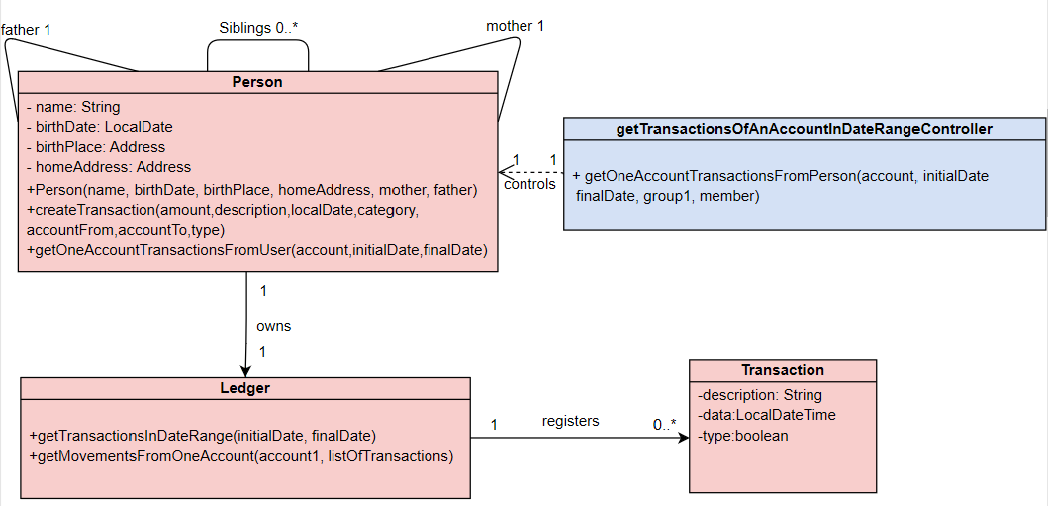 father 1
Siblings 0..*
mother 1
Person
- name: String
- birthDate: LocalDate
- birthPlace: Address
- homeAddress: Address
+Person(name, birthDate, birthPlace, homeAddress, mother, father)
+createTransaction(amount,description,localDate,category,
accountFrom,accountTo,type)
+getOneAccountTransactionsFromUser(account,initialDate,finalDate)
1 1
controls
getTransactionsOfAnAccountInDateRangeController
+ getOneAccountTransactionsFromPerson(account, initialDate
finalDate, group1, member)
1
owns
1
Ledger
+getTransactionsInDateRange(initialDate, finalDate)
+getMovementsFromOneAccount(account1, listOfTransactions)
1 registers 0..*
Transaction
-description: String
-data:LocalDateTime
-type:boolean